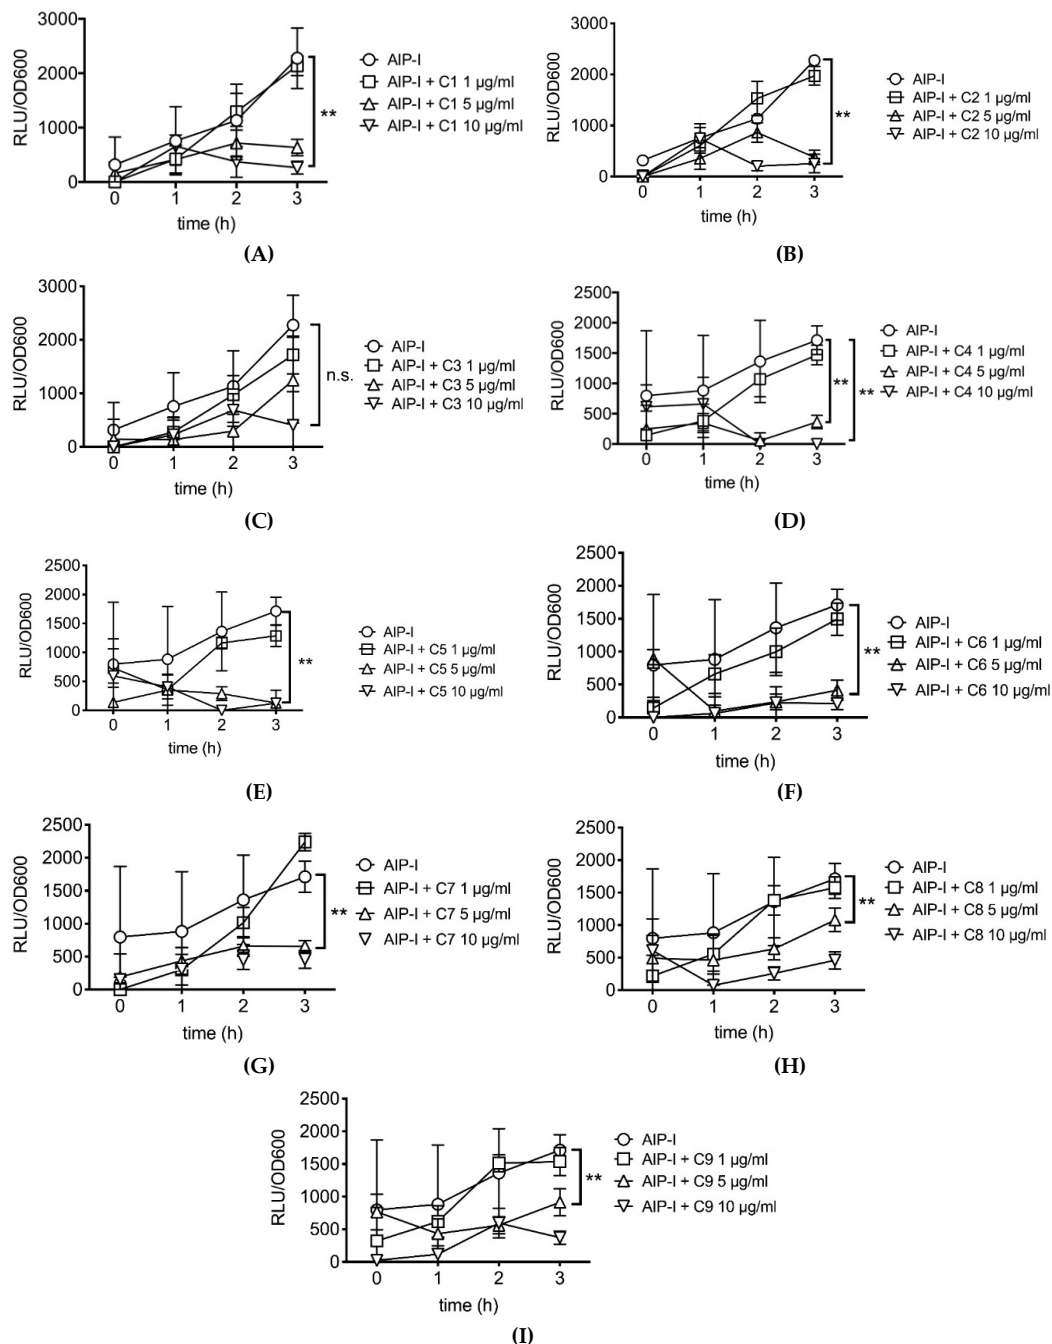 3000
2000
1000
0
RLU/OD600
0 1 2 3
time (h)
AIP-I
AIP-I + C1 1 µg/ml
AIP-I + C1 5 µg/ml
AIP-I + C1 10 µg/ml
**
(A)
3000
2000
1000
0
RLU/OD600
0 1 2 3
time (h)
AIP-I
AIP-I + C2 1 µg/ml
AIP-I + C2 5 µg/ml
AIP-I + C2 10 µg/ml
**
(B)
3000
2000
1000
0
RLU/OD600
0 1 2 3
time (h)
AIP-I
AIP-I + C3 1 µg/ml
AIP-I + C3 5 µg/ml
AIP-I + C3 10 µg/ml
n.s.
(C)
2500
2000
1500
1000
500
0
RLU/OD600
0 1 2 3
time (h)
AIP-I
AIP-I + C4 1 µg/ml
AIP-I + C4 5 µg/ml
AIP-I + C4 10 µg/ml
**
**
(D)
2500
2000
1500
1000
500
0
RLU/OD600
0 1 2 3
time (h)
AIP-I
AIP-I + C5 1 µg/ml
AIP-I + C5 5 µg/ml
AIP-I + C5 10 µg/ml
**
(E)
2500
2000
1500
1000
500
0
RLU/OD600
0 1 2 3
time (h)
AIP-I
AIP-I + C6 1 µg/ml
AIP-I + C6 5 µg/ml
AIP-I + C6 10 µg/ml
**
(F)
2500
2000
1500
1000
500
0
RLU/OD600
0 1 2 3
time (h)
AIP-I
AIP-I + C7 1 µg/ml
AIP-I + C7 5 µg/ml
AIP-I + C7 10 µg/ml
**
(G)
2500
2000
1500
1000
500
0
RLU/OD600
0 1 2 3
time (h)
AIP-I
AIP-I + C8 1 µg/ml
AIP-I + C8 5 µg/ml
AIP-I + C8 10 µg/ml
**
(H)
2500
2000
1500
1000
500
0
RLU/OD600
0 1 2 3
time (h)
AIP-I
AIP-I + C9 1 µg/ml
AIP-I + C9 5 µg/ml
AIP-I + C9 10 µg/ml
**
(I)